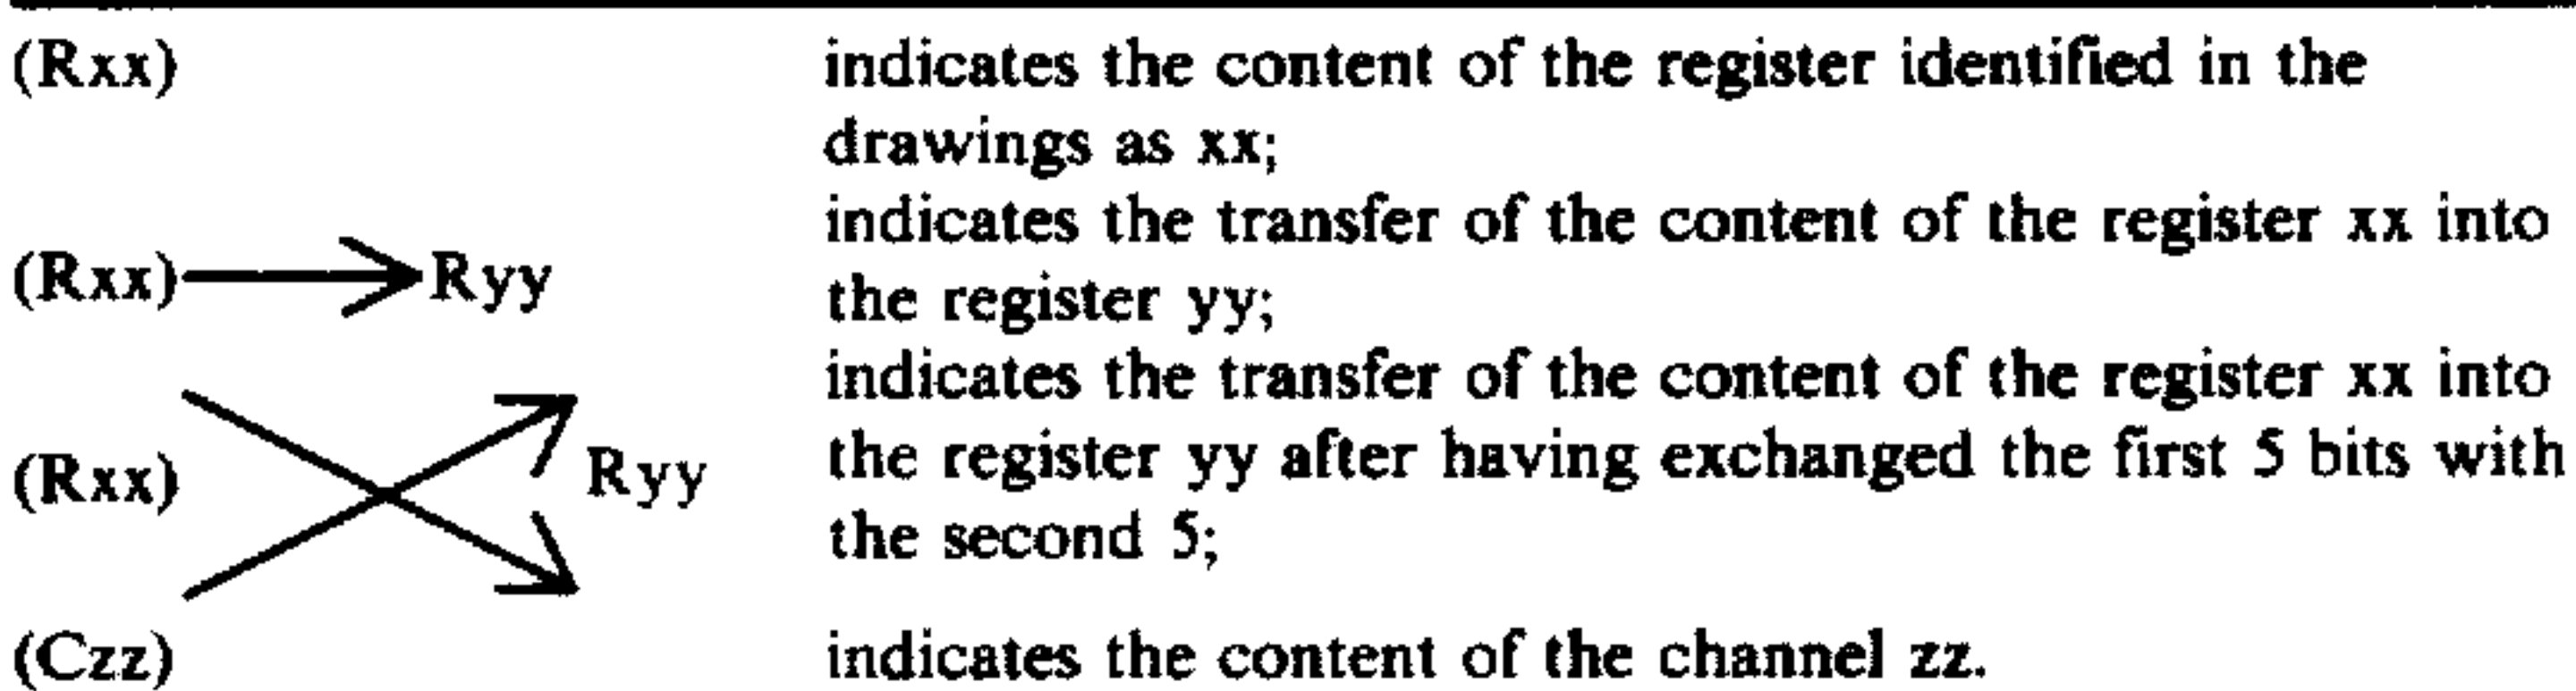 (Rxx) indicates the content of the register identified in the
drawings as xx;
indicates the transfer of the content of the register xx into
(Rxx) Ryy
the register yy;
indicates the transfer of the content of the register xx into
(Rxx) Ryy the register yy after having exchanged the first 5 bits with
the second 5;
(Czz) indicates the content of the channel zz.